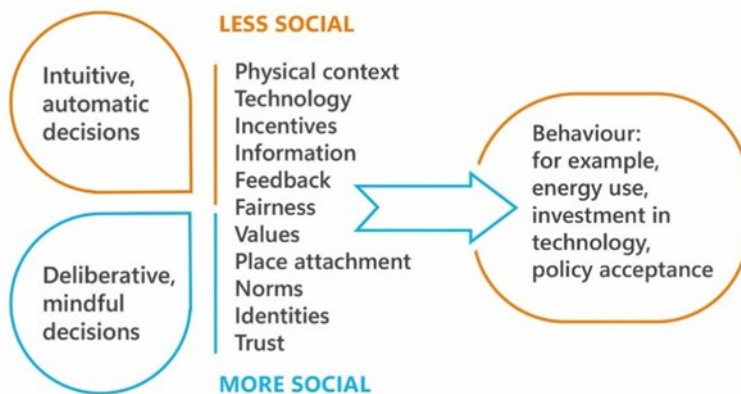 LESS SOCIAL
Intuitive,
automatic
decisions
Deliberative,
mindful
decisions
Physical context
Technology
Incentives
Information
Feedback
Fairness
Values
Place attachment
Norms
Identities
Trust
MORE SOCIAL
Behaviour:
for example,
energy use,
investment in
technology,
policy acceptance